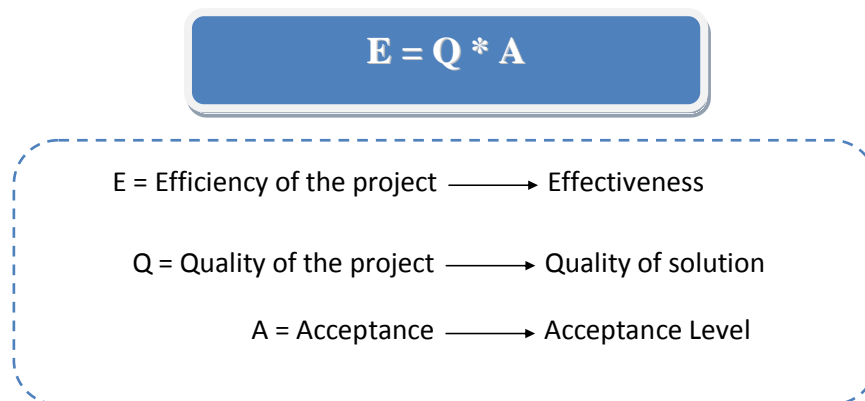 E = Q * A
E = Efficiency of the project Effectiveness
Q = Quality of the project Quality of solution
A = Acceptance Acceptance Level